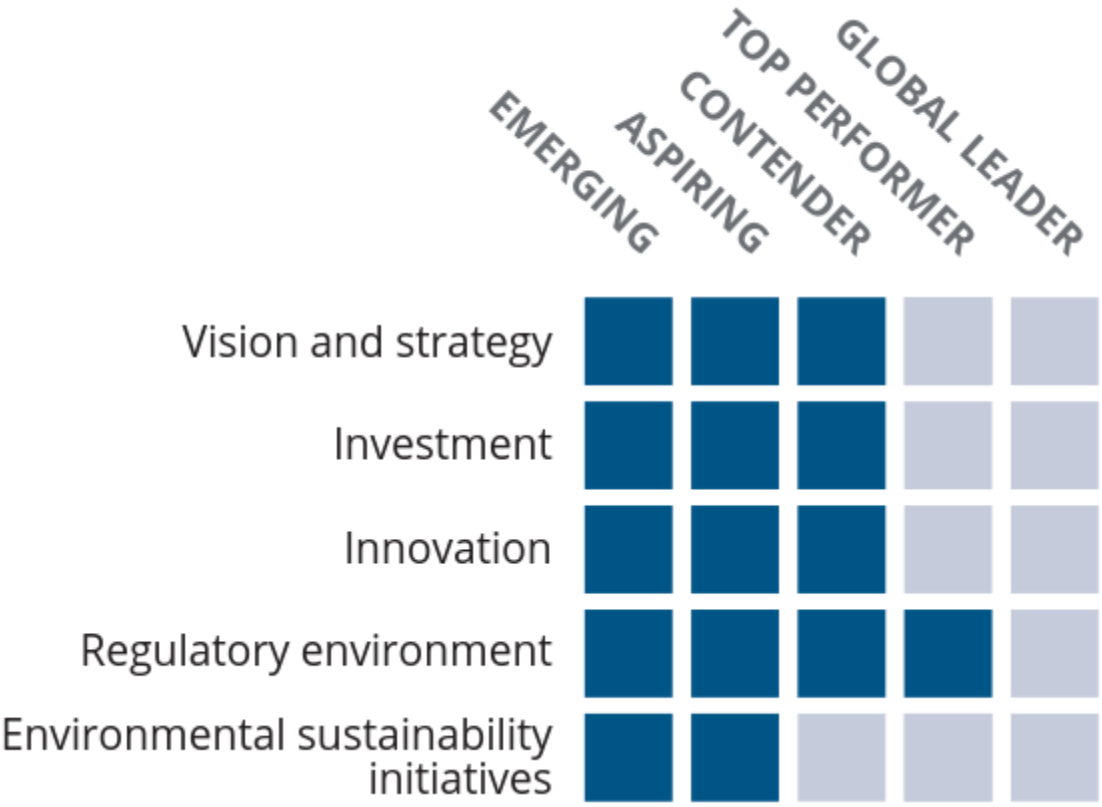 EMERGING
ASPIRING
CONTENDER
TOP PERFORMER
GLOBAL LEADER
Vision and strategy
Investment
Innovation
Regulatory environment
Environmental sustainability
initiatives